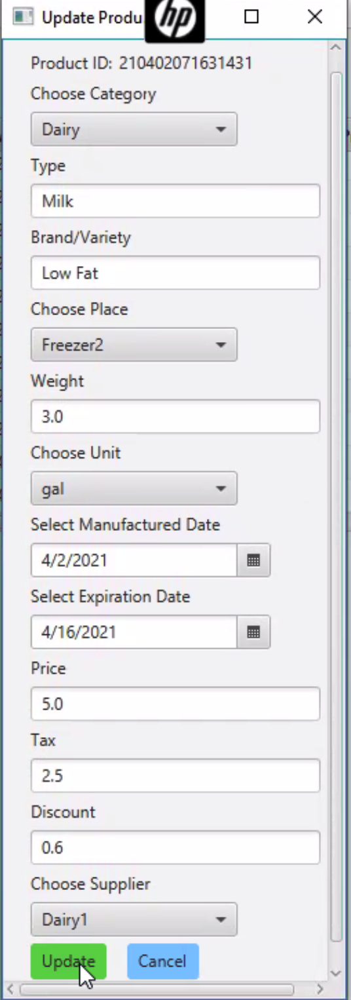 Update Produ
hp
Product ID: 210402071631431
Choose Category
Dairy
Type
Milk
Brand/Variety
Low Fat
Choose Place
Freezer2
Weight
3.0
Choose Unit
gal
Select Manufactured Date
4/2/2021
Select Expiration Date
4/16/2021
Price
5.0
Tax
2.5
Discount
0.6
Choose Supplier
Dairy1
Update Cancel